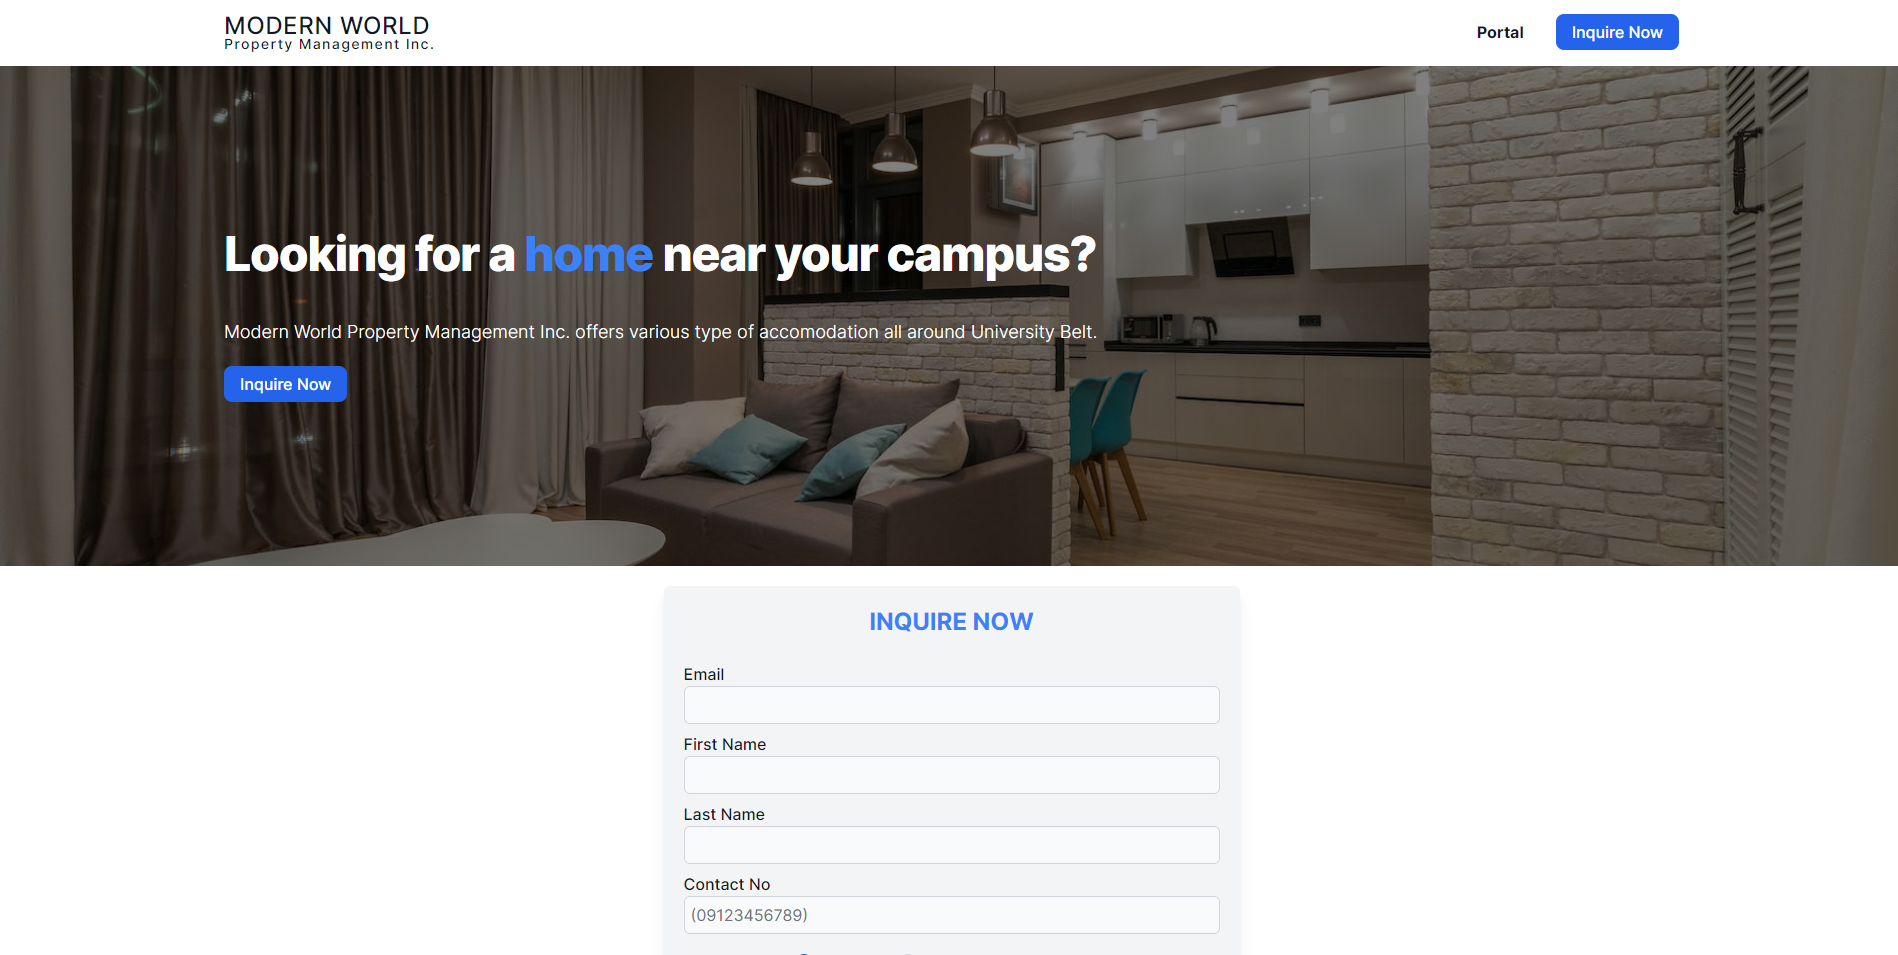 MODERN WORLD
Property Management Inc.
Portal
Inquire Now
Looking for a home near your campus?
Modern World Property Management Inc. offers various type of accomodation all around University Belt.
Inquire Now
INQUIRE NOW
Email
First Name
Last Name
Contact No
(09123456789)